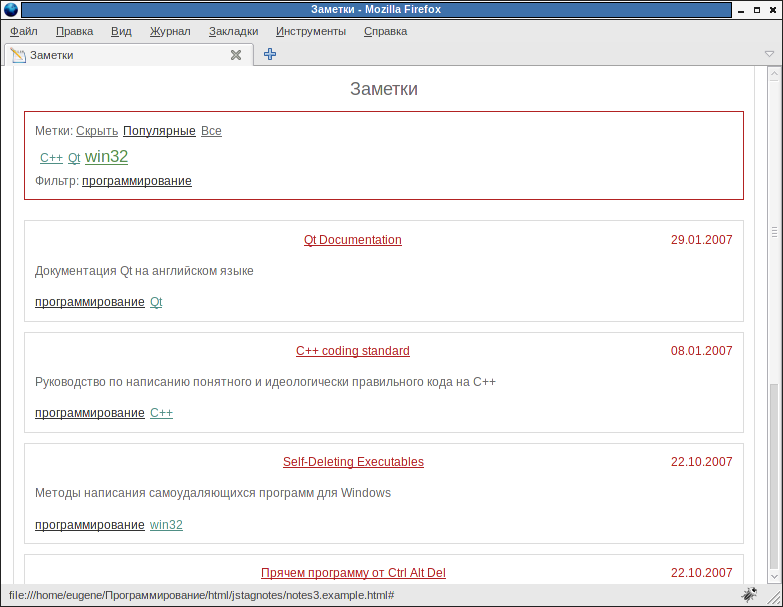 Заметки - Mozilla Firefox
Файл Правка Вид Журнал Закладки Инструменты Справка
Заметки
Заметки
Метки: Скрыть Популярные Все
C++ Qt win32
Фильтр: программирование
Qt Documentation 29.01.2007
Документация Qt на английском языке
программирование Qt
C++ coding standard 08.01.2007
Руководство по написанию понятного и идеологически правильного кода на C++
программирование C++
Self-Deleting Executables 22.10.2007
Методы написания самоудаляющихся программ для Windows
программирование win32
Прячем программу от Ctrl Alt Del 22.10.2007
file:///home/eugene/Программирование/html/jstagnotes/notes3.example.html#